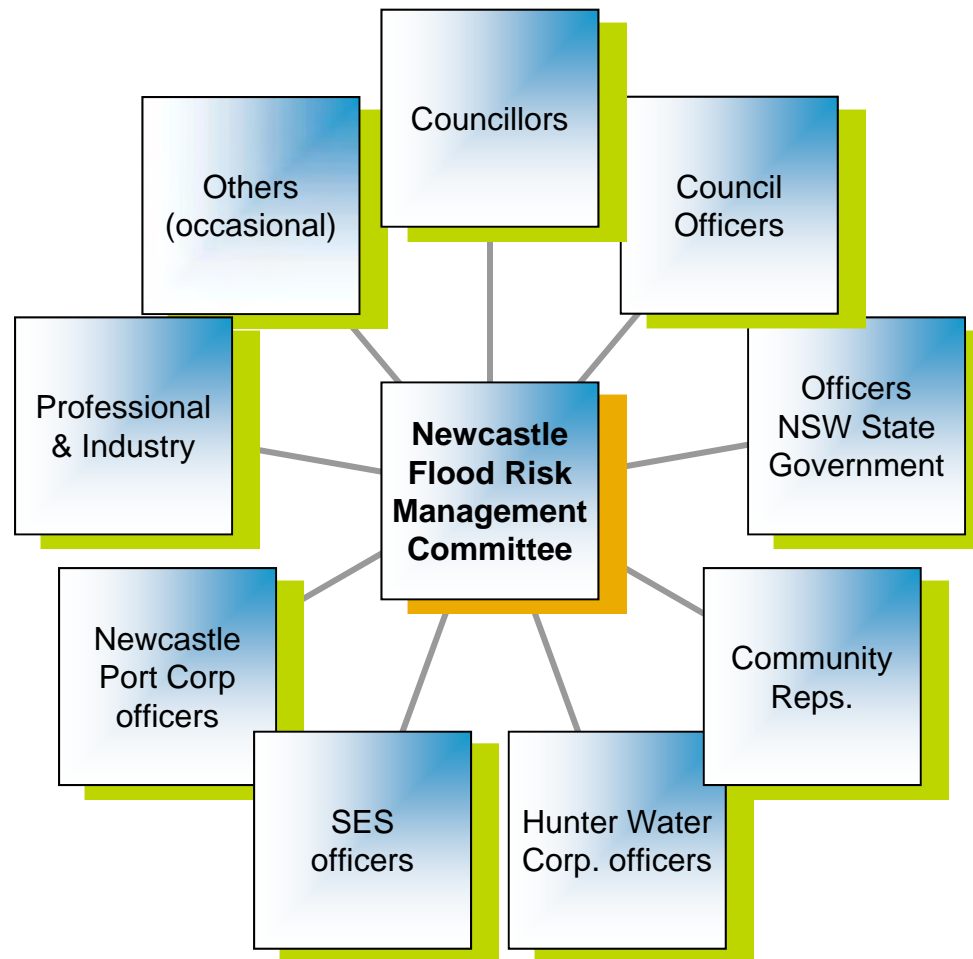 Councillors
Others
(occasional)
Council
Officers
Professional
& Industry
Newcastle
Flood Risk
Management
Committee
Officers
NSW State
Government
Newcastle
Port Corp
officers
Community
Reps.
SES
officers
Hunter Water
Corp. officers